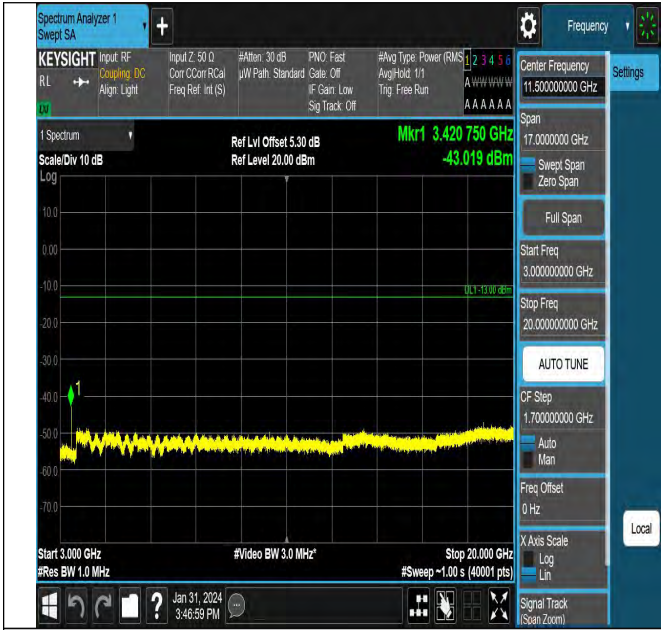 Spectrum Analyzer 1
Swept SA
+
Frequency
KEYSIGHT
RL
Input: RF
Coupling: DC
Align: Light
Input Z: 50 Ω
Corr CCorr RCal
Freq Ref: Int (S)
#Atten: 30 dB
µW Path: Standard
PNO: Fast
Gate: Off
IF Gain: Low
Sig Track: Off
#Avg Type: Power (RMS
Avg|Hold: 1/1
Trig: Free Run
1 2 3 4 5 6
A W W W W W
A A A A A A
1 Spectrum
Scale/Div 10 dB
Log
Ref Lvl Offset 5.30 dB
Ref Level 20.00 dBm
Mkr1 3.420 750 GHz
-43.019 dBm
10.0
0.00
-10.0
DL1 -13.00 dBm
-20.0
-30.0
-40.0
1
-50.0
-60.0
-70.0
Start 3.000 GHz
#Res BW 1.0 MHz
#Video BW 3.0 MHz*
Stop 20.000 GHz
#Sweep ~1.00 s (40001 pts)
Jan 31, 2024
3:46:59 PM
?
Center Frequency
11.500000000 GHz
Settings
Span
17.0000000 GHz
Swept Span
Zero Span
Full Span
Start Freq
3.000000000 GHz
Stop Freq
20.000000000 GHz
AUTO TUNE
CF Step
1.700000000 GHz
Auto
Man
Freq Offset
0 Hz
X Axis Scale
Log
Lin
Local
Signal Track
(Span Zoom)